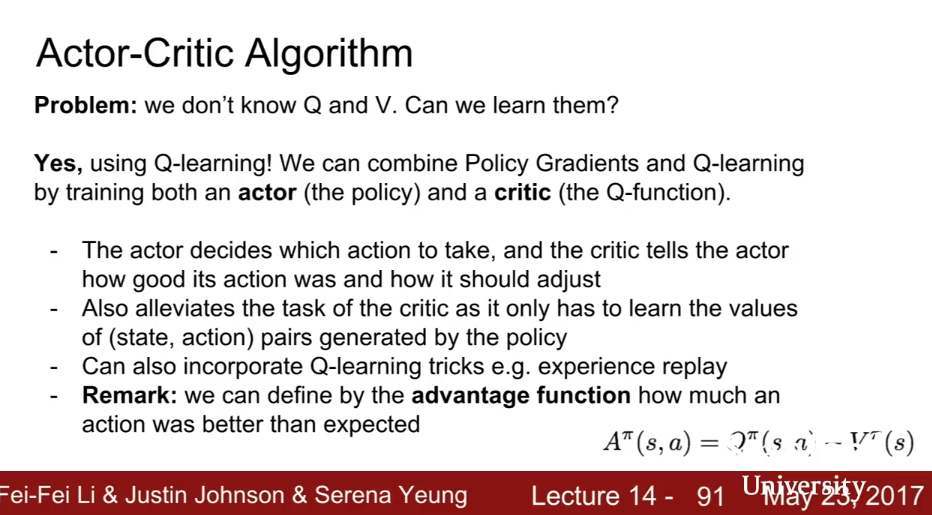 Actor-Critic Algorithm
Problem: we don't know Q and V. Can we learn them?
Yes, using Q-learning! We can combine Policy Gradients and Q-learning
by training both an actor (the policy) and a critic (the Q-function).
- The actor decides which action to take, and the critic tells the actor
how good its action was and how it should adjust
- Also alleviates the task of the critic as it only has to learn the values
of (state, action) pairs generated by the policy
- Can also incorporate Q-learning tricks e.g. experience replay
- Remark: we can define by the advantage function how much an
action was better than expected
A^π(s, a) = Q^π(s, a) − V^π(s)
Fei-Fei Li & Justin Johnson & Serena Yeung Lecture 14 - 91 May 23, 2017
University